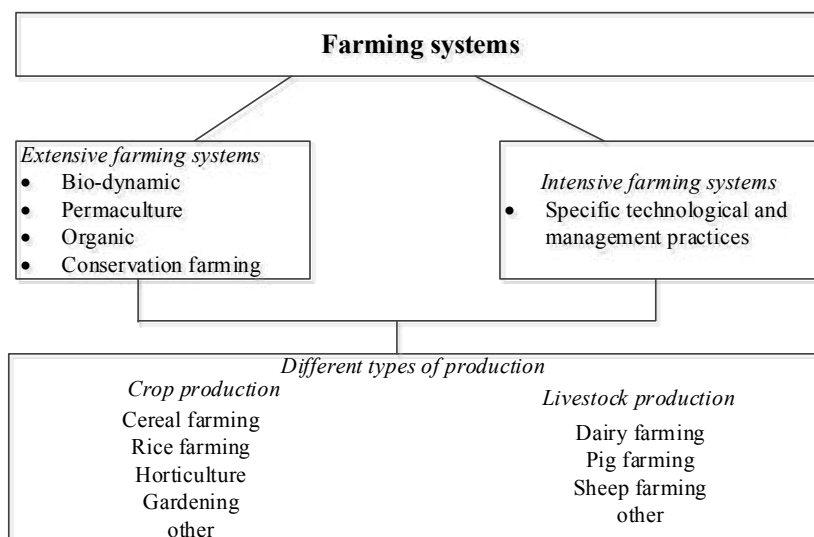 Farming systems
Extensive farming systems
• Bio-dynamic
• Permaculture
• Organic
• Conservation farming
Intensive farming systems
• Specific technological and
management practices
Different types of production
Crop production
Cereal farming
Rice farming
Horticulture
Gardening
other
Livestock production
Dairy farming
Pig farming
Sheep farming
other